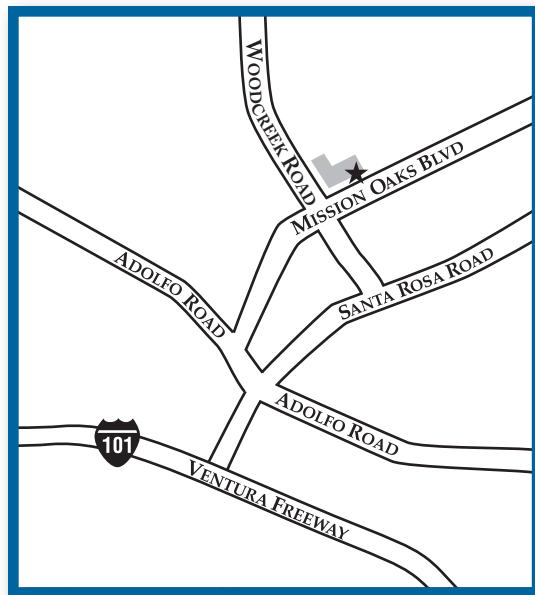 WOODCREEK ROAD
MISSION OAKS BLVD
SANTA ROSA ROAD
ADOLFO ROAD
ADOLFO ROAD
101
VENTURA FREEWAY